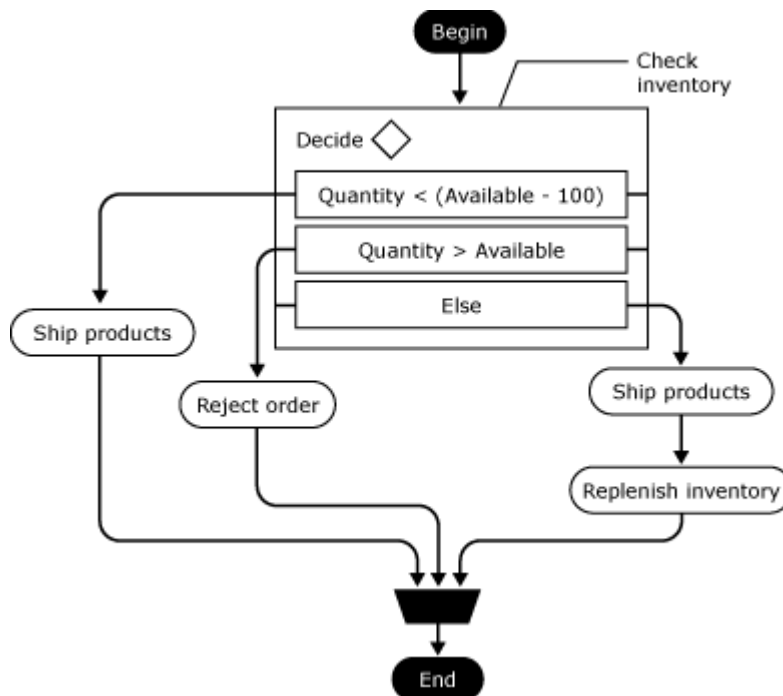 Begin
Check
inventory
Decide
Quantity < (Available - 100)
Quantity > Available
Else
Ship products
Reject order
Ship products
Replenish inventory
End